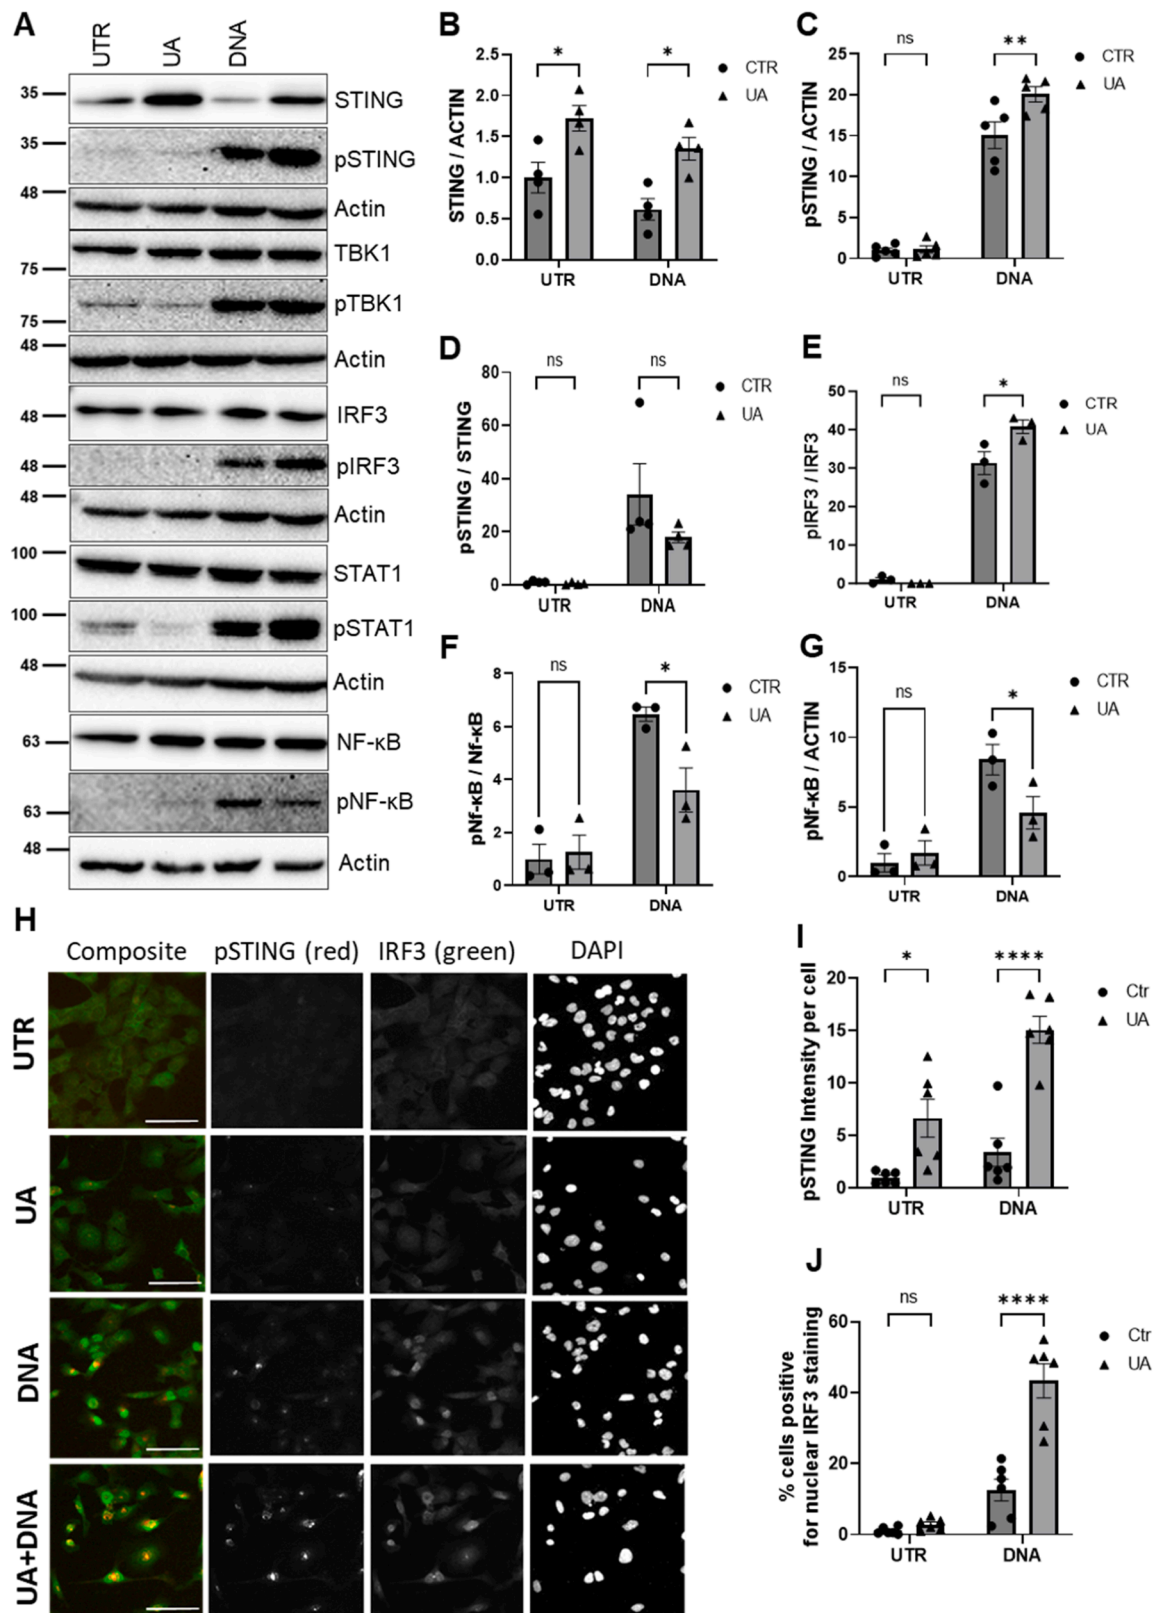 A
UTR
UA
DNA
35
STING
35
pSTING
48
Actin
TBK1
75
pTBK1
75
48
Actin
IRF3
48
pIRF3
48
48
Actin
100
STAT1
100
pSTAT1
48
Actin
NF-κB
63
pNF-κB
63
48
Actin
B
STING / ACTIN
2.5
2.0
1.5
1.0
0.5
0.0
*
*
CTR
UA
UTR
DNA
C
pSTING / ACTIN
25
20
15
10
5
0
ns
**
CTR
UA
UTR
DNA
D
pSTING / STING
80
60
40
20
0
ns
ns
CTR
UA
UTR
DNA
E
pIRF3 / IRF3
50
40
30
20
10
0
ns
*
CTR
UA
UTR
DNA
F
pNf-κB / Nf-κB
8
6
4
2
0
ns
*
CTR
UA
UTR
DNA
G
pNf-κB / ACTIN
15
10
5
0
ns
*
CTR
UA
UTR
DNA
H
Composite
pSTING (red)
IRF3 (green)
DAPI
UTR
UA
DNA
UA+DNA
I
pSTING Intensity per cell
20
15
10
5
0
*
****
Ctr
UA
UTR
DNA
J
% cells positive
for nuclear IRF3 staining
60
40
20
0
ns
****
Ctr
UA
UTR
DNA